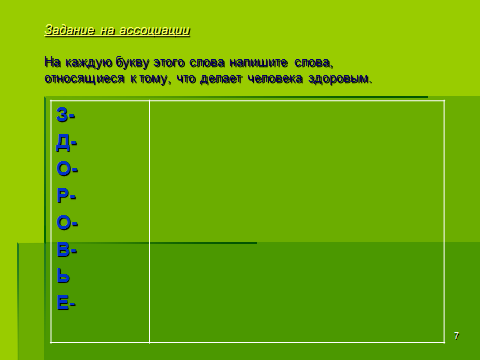 Задание на ассоциации
На каждую букву этого слова напишите слова,
относящиеся к тому, что делает человека здоровым.
З-
Д-
О-
Р-
О-
В-
Ь
Е-
7